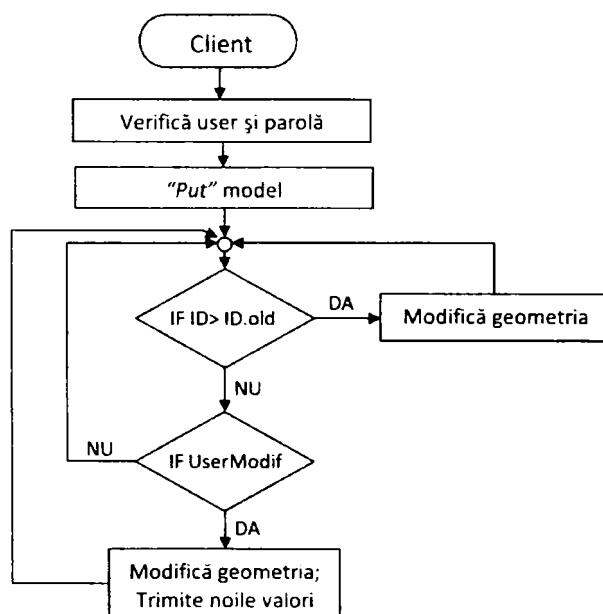 Client
Verifică user şi parolă
“Put” model
IF ID> ID.old
DA
Modifică geometria
NU
IF UserModif
NU
DA
Modifică geometria;
Trimite noile valori